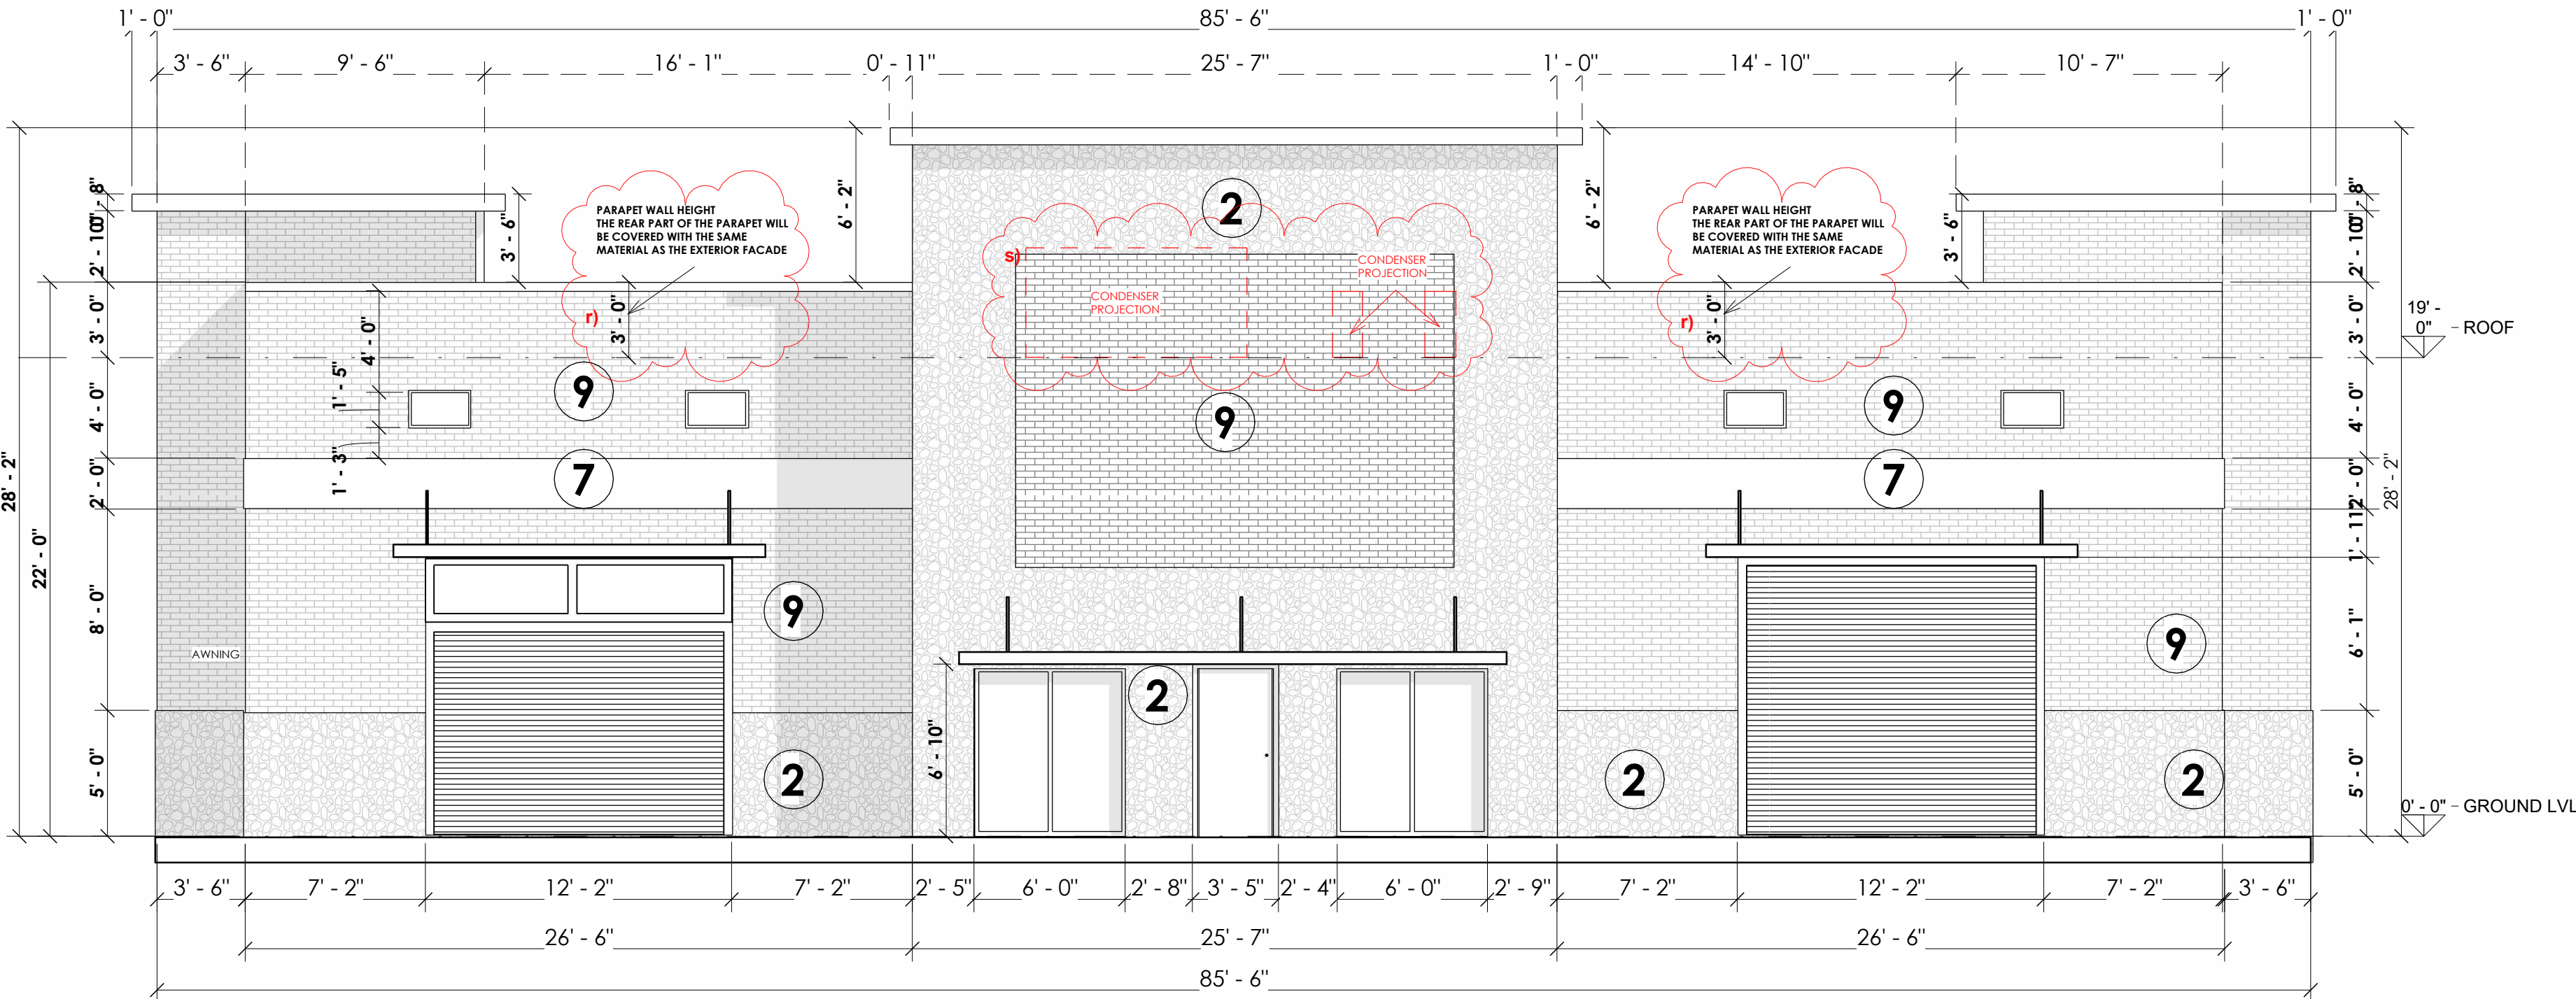 1' - 0"
85' - 6"
1' - 0"
3' - 6"
9' - 6"
16' - 1"
0' - 11"
25' - 7"
1' - 0"
14' - 10"
10' - 7"
28' - 2"
22' - 0"
0' - 8"
2' - 10"
3' - 0"
4' - 0"
2' - 0"
8' - 0"
5' - 0"
4' - 0"
1' - 5"
1' - 3"
3' - 6"
PARAPET WALL HEIGHT
THE REAR PART OF THE PARAPET WILL
BE COVERED WITH THE SAME
MATERIAL AS THE EXTERIOR FACADE
r)
3' - 0"
6' - 2"
9
7
9
2
AWNING
2
s)
CONDENSER
PROJECTION
CONDENSER
PROJECTION
9
2
6' - 10"
6' - 2"
PARAPET WALL HEIGHT
THE REAR PART OF THE PARAPET WILL
BE COVERED WITH THE SAME
MATERIAL AS THE EXTERIOR FACADE
r)
3' - 0"
3' - 6"
9
7
9
2
2
0' - 8"
2' - 10"
3' - 0"
4' - 0"
2' - 0"
1' - 11"
6' - 1"
5' - 0"
28' - 2"
19' -
0"
ROOF
0' - 0"
GROUND LVL
3' - 6"
7' - 2"
12' - 2"
7' - 2"
2' - 5"
6' - 0"
2' - 8"
3' - 5"
2' - 4"
6' - 0"
2' - 9"
7' - 2"
12' - 2"
7' - 2"
3' - 6"
26' - 6"
25' - 7"
26' - 6"
85' - 6"